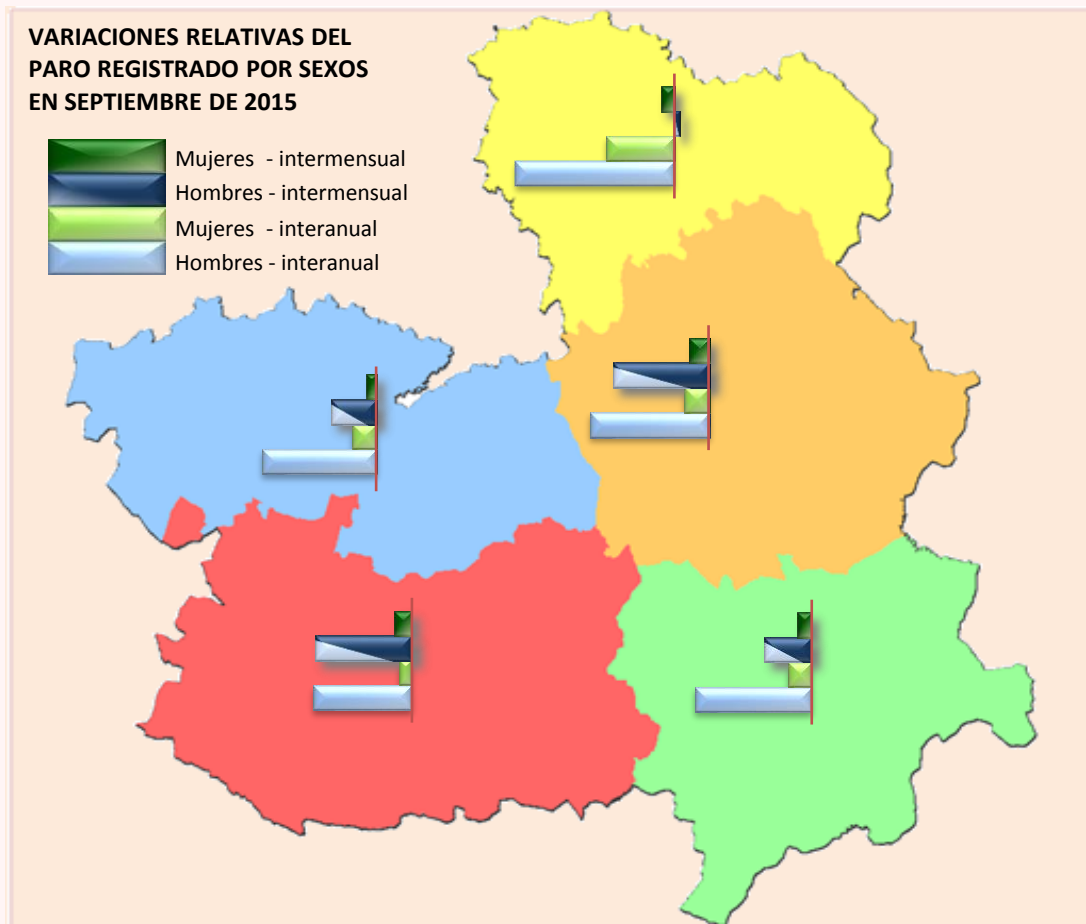 VARIACIONES RELATIVAS DEL
PARO REGISTRADO POR SEXOS
EN SEPTIEMBRE DE 2015
Mujeres - intermensual
Hombres - intermensual
Mujeres - interanual
Hombres - interanual